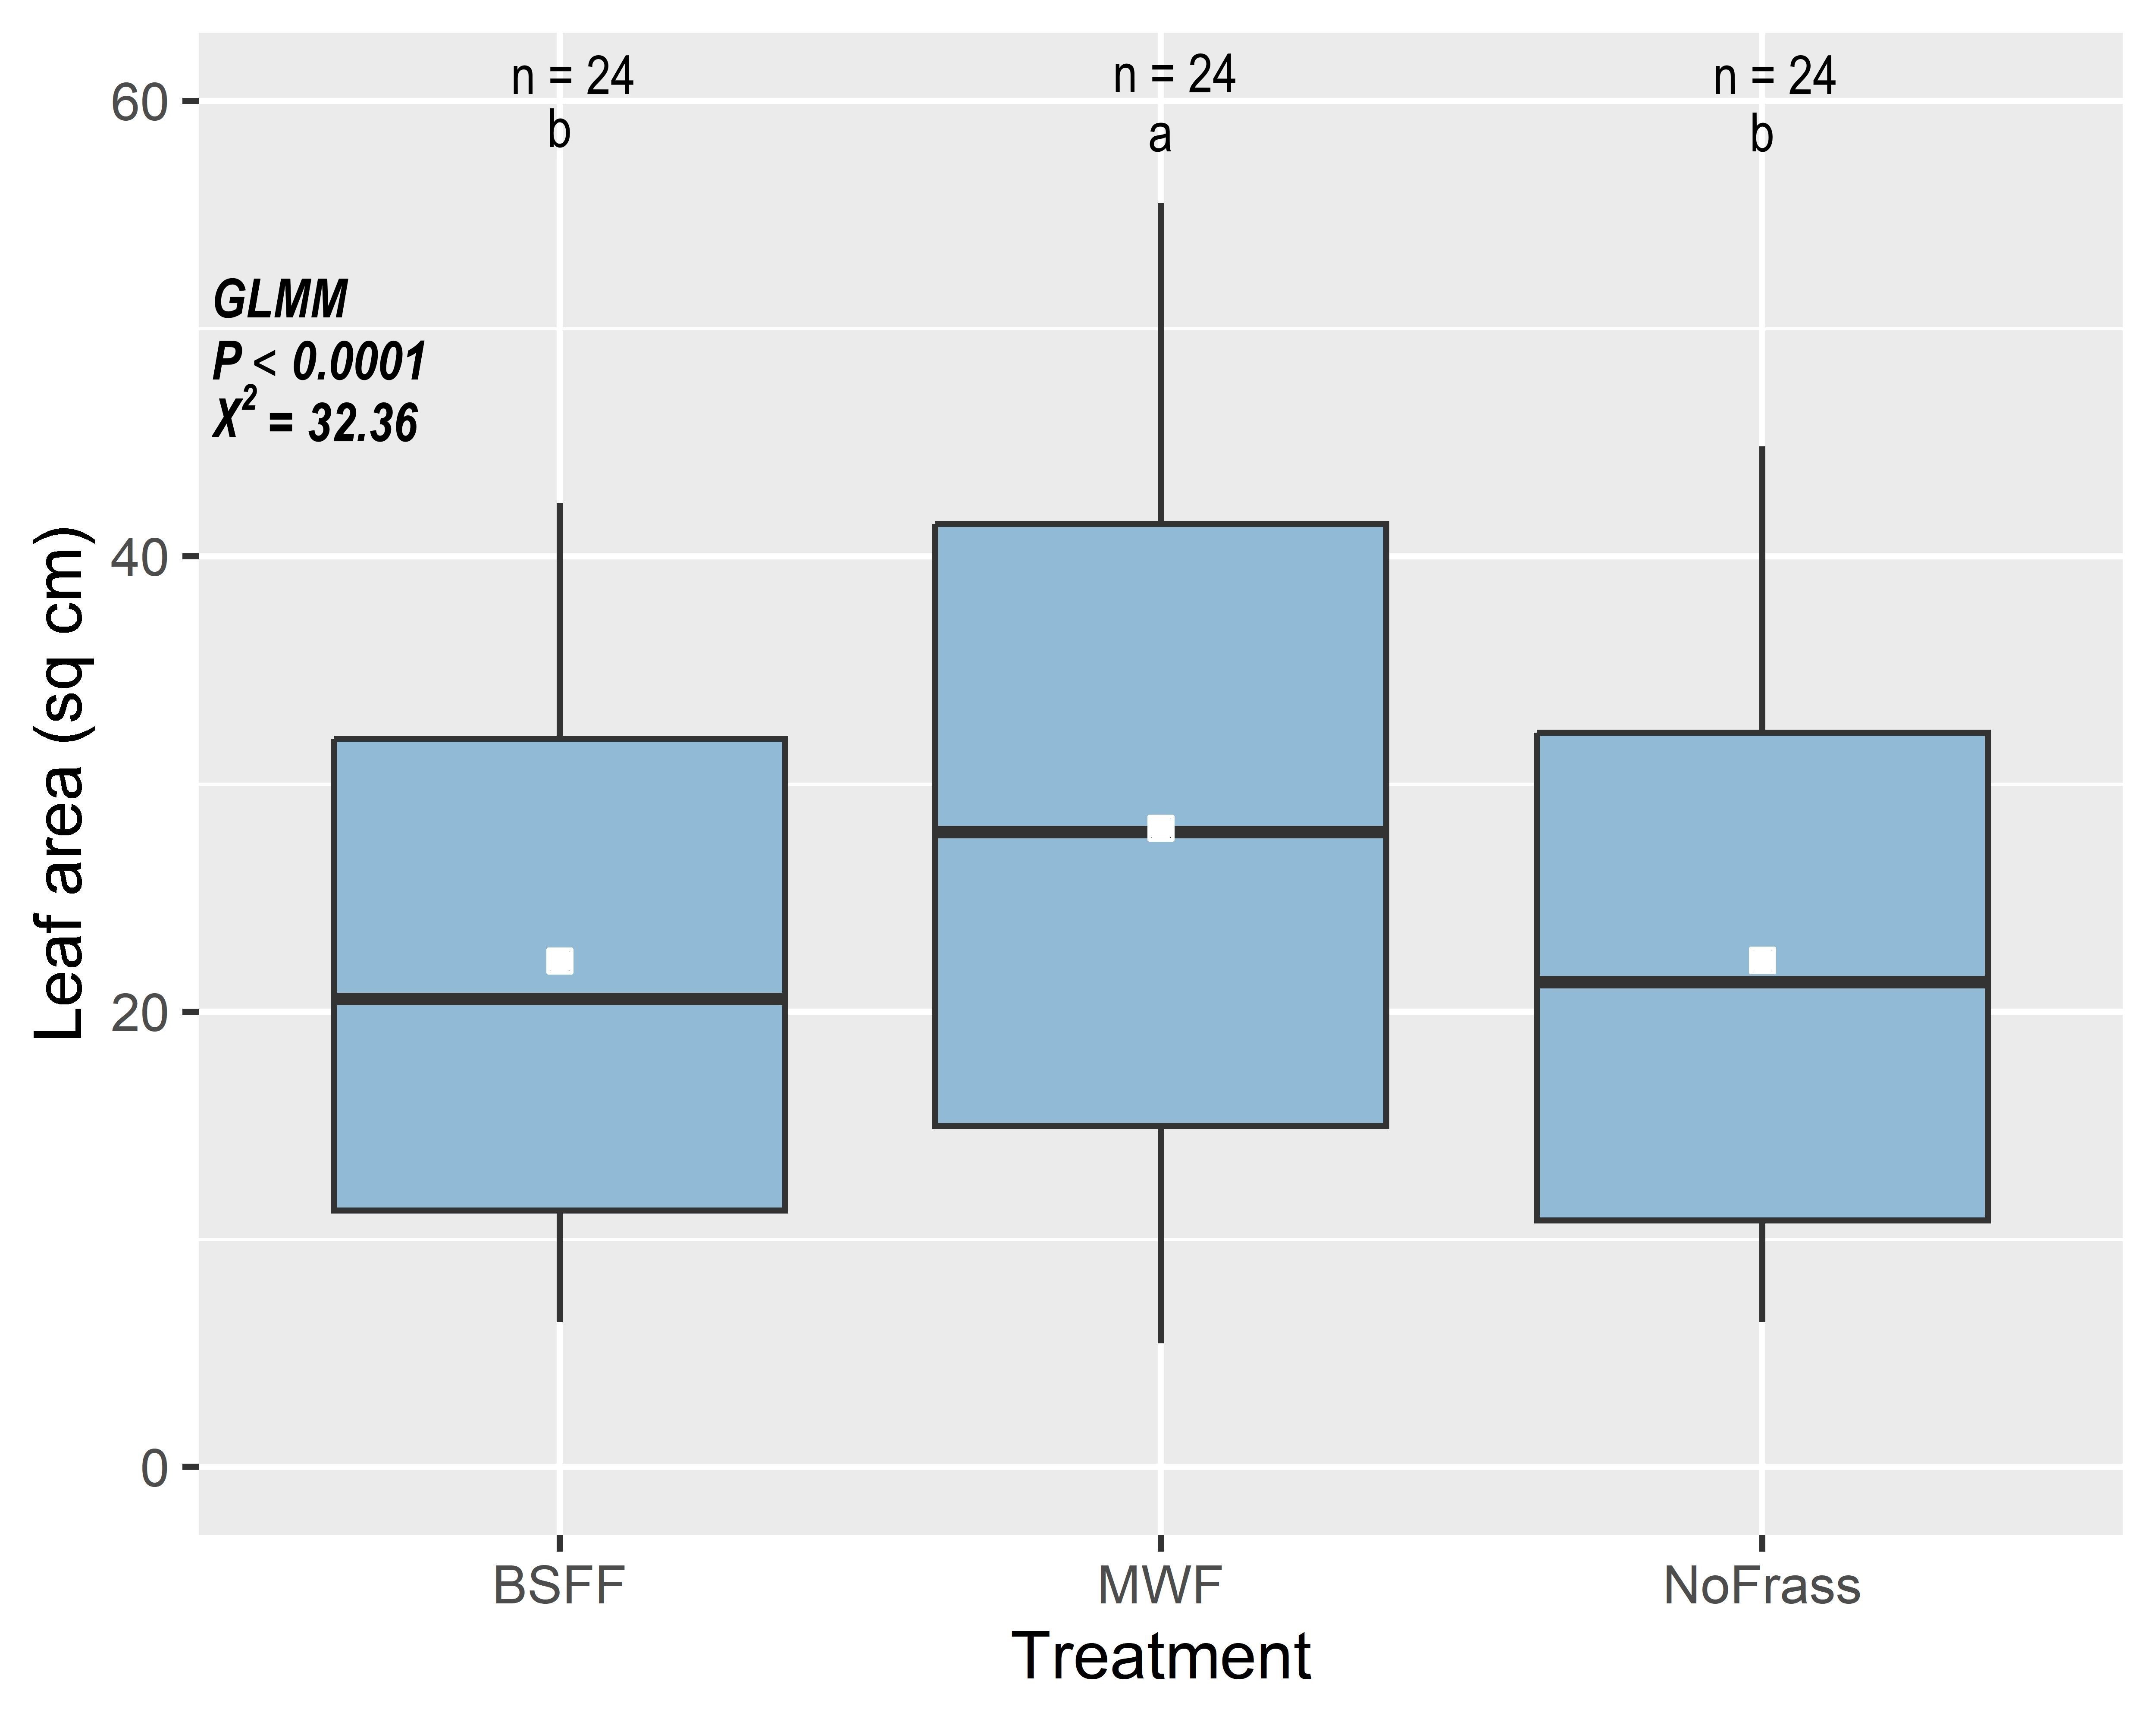 n = 24 n = 24 n = 24
b a b
GLMM
P < 0.0001
X² = 32.36
60
40
20
0
Leaf area (sq cm)
BSFF MWF NoFrass
Treatment